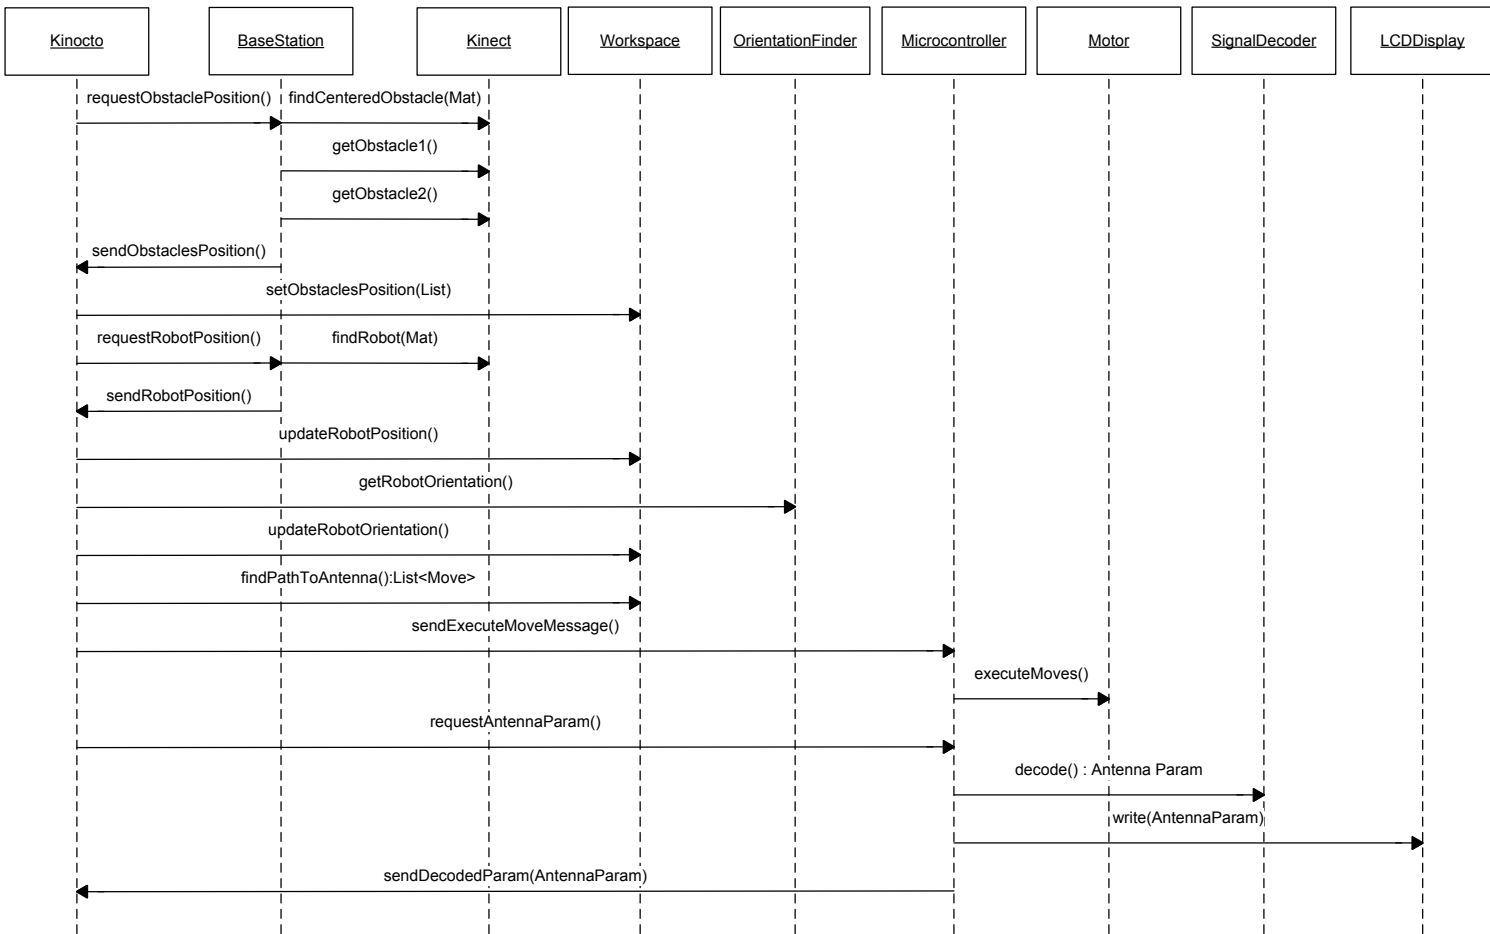 Kinocto
BaseStation
Kinect
Workspace
OrientationFinder
Microcontroller
Motor
SignalDecoder
LCDDisplay
requestObstaclePosition()
findCenteredObstacle(Mat)
getObstacle1()
getObstacle2()
sendObstaclesPosition()
setObstaclesPosition(List)
requestRobotPosition()
findRobot(Mat)
sendRobotPosition()
updateRobotPosition()
getRobotOrientation()
updateRobotOrientation()
findPathToAntenna():List<Move>
sendExecuteMoveMessage()
executeMoves()
requestAntennaParam()
decode() : Antenna Param
write(AntennaParam)
sendDecodedParam(AntennaParam)